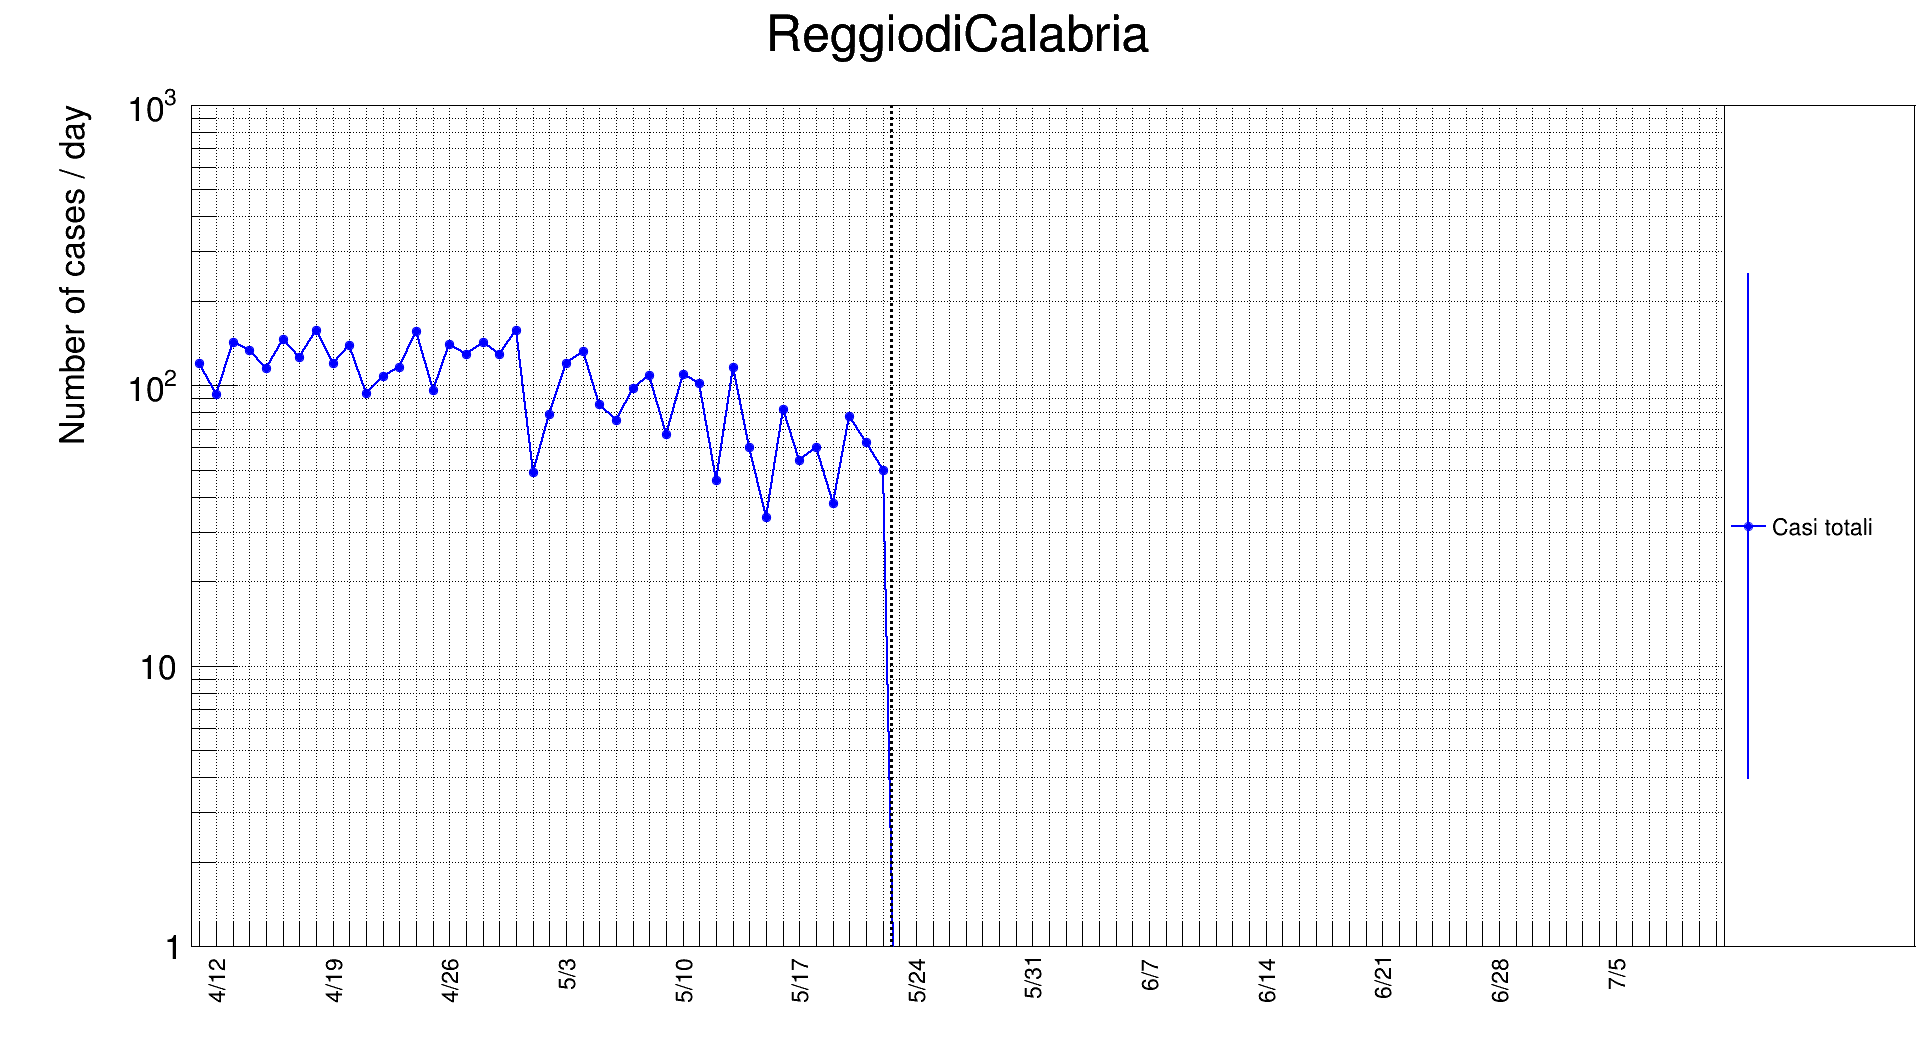 ReggiodiCalabria
Number of cases / day
10³
10²
10
1
4/12 4/19 4/26 5/3 5/10 5/17 5/24 5/31 6/7 6/14 6/21 6/28 7/5
Casi totali